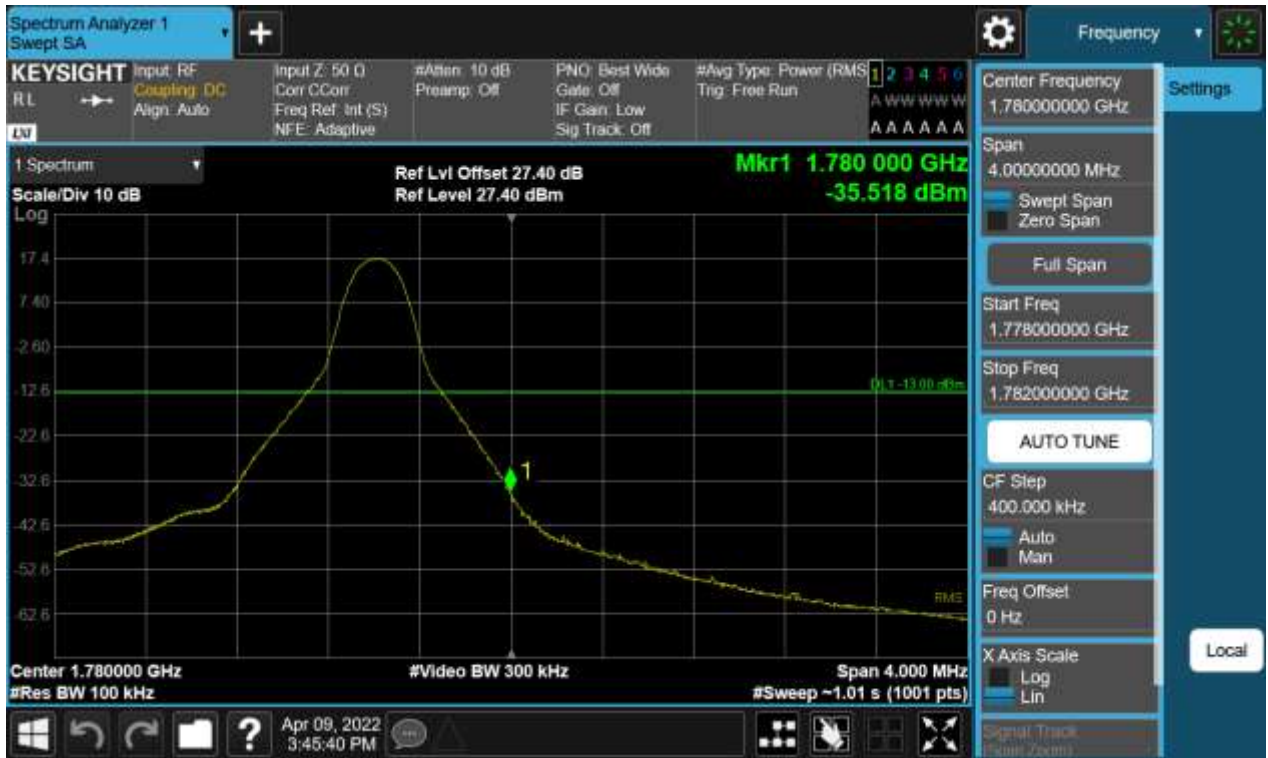 Spectrum Analyzer 1
Swept SA
+
Frequency
KEYSIGHT
RL
LXI
Input: RF
Coupling: DC
Align: Auto
Input Z: 50 Ω
Corr CCorr
Freq Ref: Int (S)
NFE: Adaptive
#Atten: 10 dB
Preamp: Off
PNO: Best Wide
Gate: Off
IF Gain: Low
Sig Track: Off
#Avg Type: Power (RMS
Trig: Free Run
1 2 3 4 5 6
A W W W W W
A A A A A A
1 Spectrum
Scale/Div 10 dB
Ref Lvl Offset 27.40 dB
Ref Level 27.40 dBm
Mkr1 1.780 000 GHz
-35.518 dBm
Log
17.4
7.40
-2.60
-12.6
-22.6
-32.6
-42.6
-52.6
-62.6
DL1 -13.00 dBm
1
RMS
Center 1.780000 GHz
#Res BW 100 kHz
#Video BW 300 kHz
Span 4.000 MHz
#Sweep ~1.01 s (1001 pts)
Center Frequency
1.780000000 GHz
Settings
Span
4.00000000 MHz
Swept Span
Zero Span
Full Span
Start Freq
1.778000000 GHz
Stop Freq
1.782000000 GHz
AUTO TUNE
CF Step
400.000 kHz
Auto
Man
Freq Offset
0 Hz
X Axis Scale
Log
Lin
Local
Signal Track
(Span Zoom)
?
Apr 09, 2022
3:45:40 PM